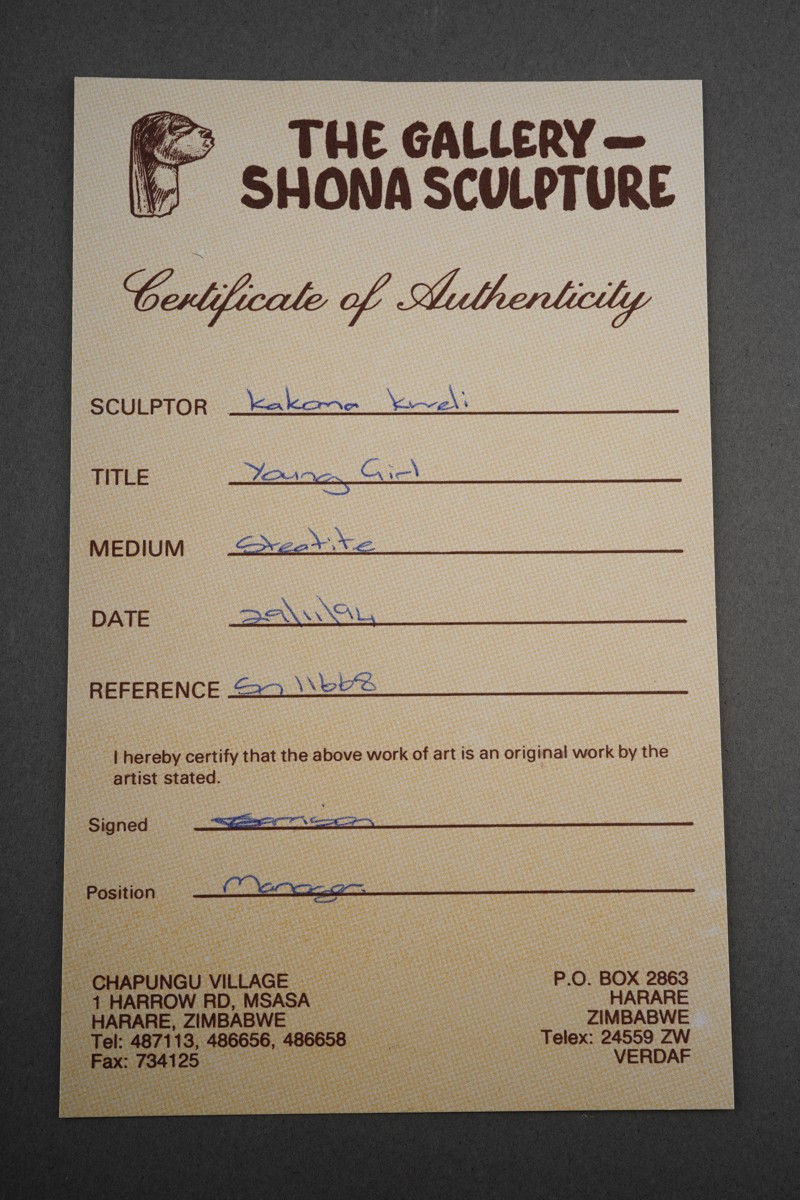 THE GALLERY —
SHONA SCULPTURE
Certificate of Authenticity
SCULPTOR Kakoma Kweli
TITLE Young Girl
MEDIUM Steatite
DATE 29/11/94
REFERENCE Sn 11668
I hereby certify that the above work of art is an original work by the
artist stated.
Signed
Position Manager.
CHAPUNGU VILLAGE
1 HARROW RD, MSASA
HARARE, ZIMBABWE
Tel: 487113, 486656, 486658
Fax: 734125
P.O. BOX 2863
HARARE
ZIMBABWE
Telex: 24559 ZW
VERDAF